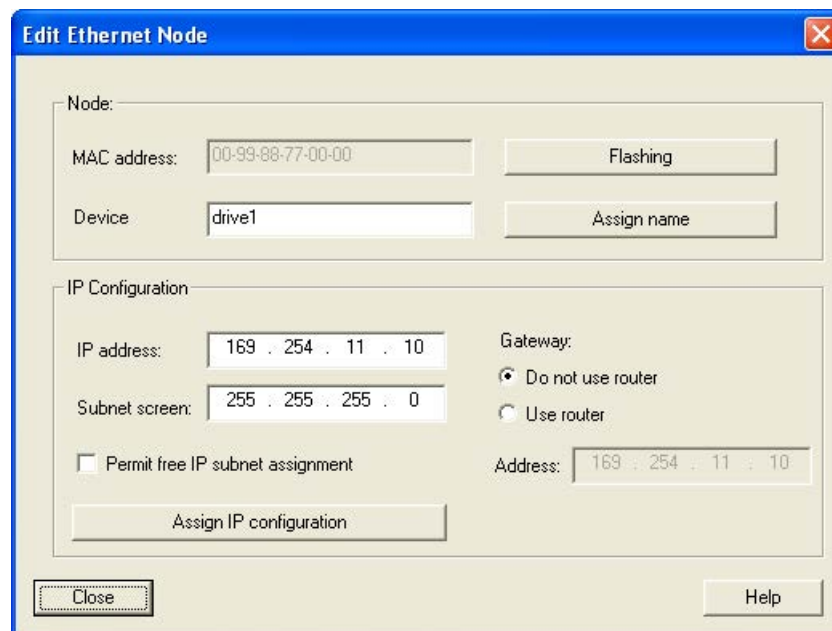 Edit Ethernet Node
Node:
MAC address: 00-99-88-77-00-00 Flashing
Device drive1 Assign name
IP Configuration
IP address: 169 . 254 . 11 . 10 Gateway:
Do not use router
Subnet screen: 255 . 255 . 255 . 0 Use router
Permit free IP subnet assignment Address: 169 . 254 . 11 . 10
Assign IP configuration
Close Help